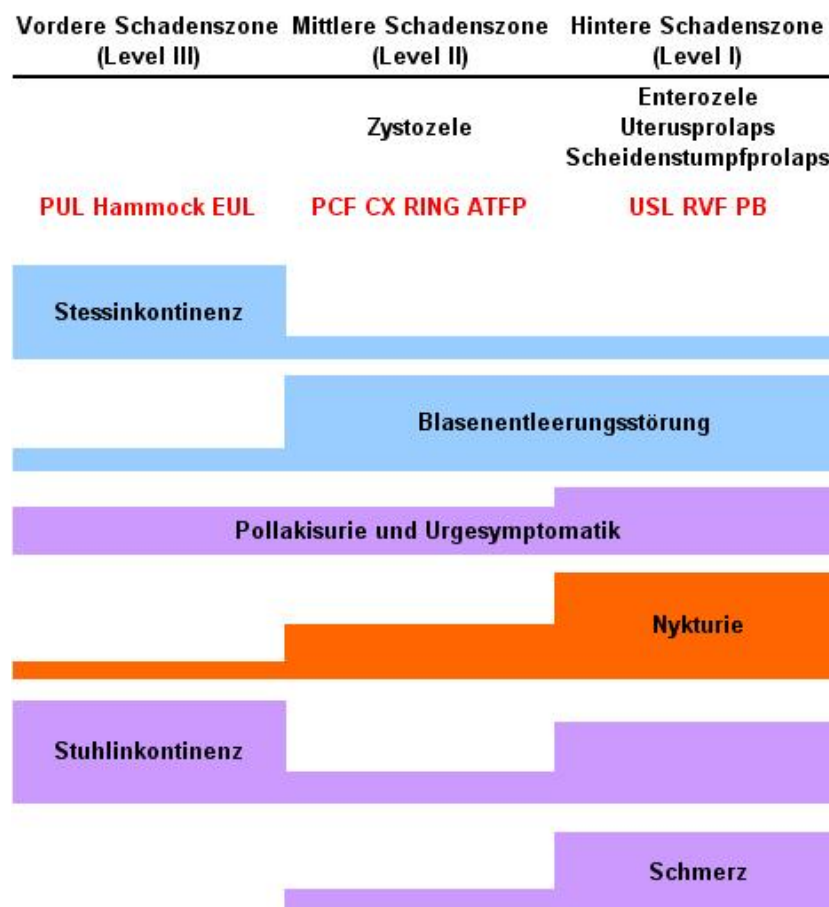 Vordere Schadenszone Mittlere Schadenszone Hintere Schadenszone
(Level III) (Level II) (Level I)
Enterozele
Zystozele Uterusprolaps
Scheidenstumpfprolaps
PUL Hammock EUL PCF CX RING ATFP USL RVF PB
Stessinkontinenz
Blasenentleerungsstörung
Pollakisurie und Urgesymptomatik
Nykturie
Stuhlinkontinenz
Schmerz